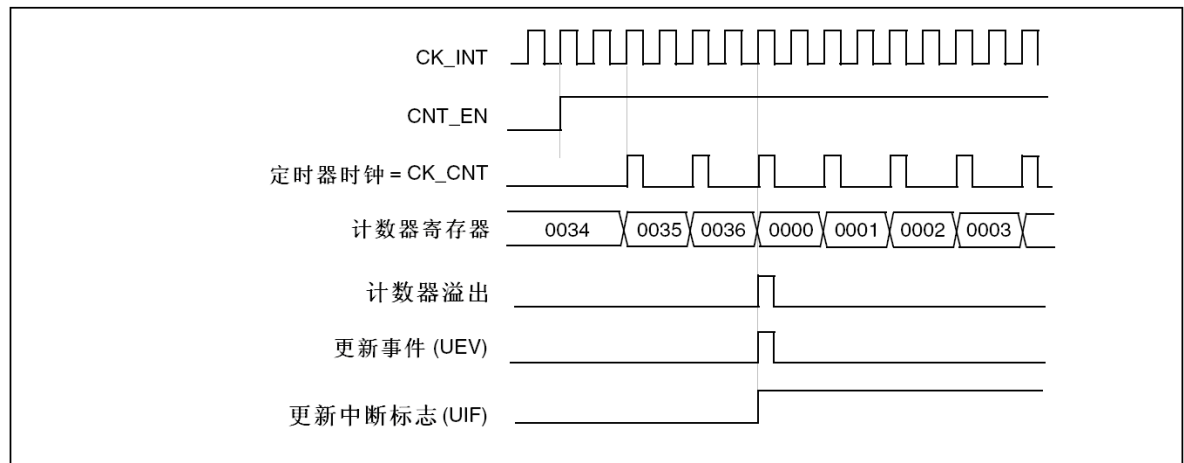 CK_INT
CNT_EN
定时器时钟 = CK_CNT
计数器寄存器 0034 0035 0036 0000 0001 0002 0003
计数器溢出
更新事件 (UEV)
更新中断标志 (UIF)